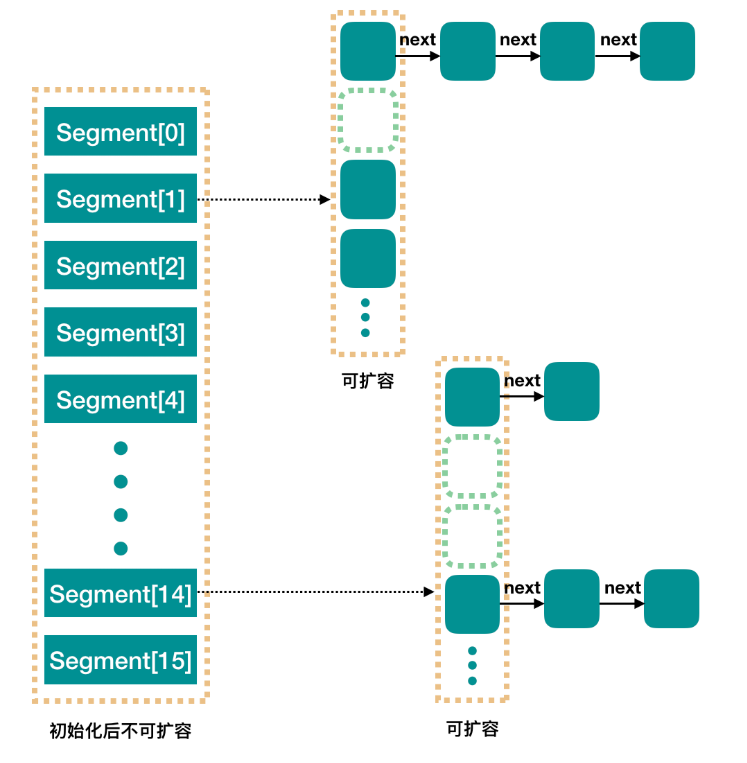 next next next
Segment[0]
Segment[1]
Segment[2]
Segment[3]
可扩容
Segment[4]
next
Segment[14]
next next
Segment[15]
初始化后不可扩容
可扩容